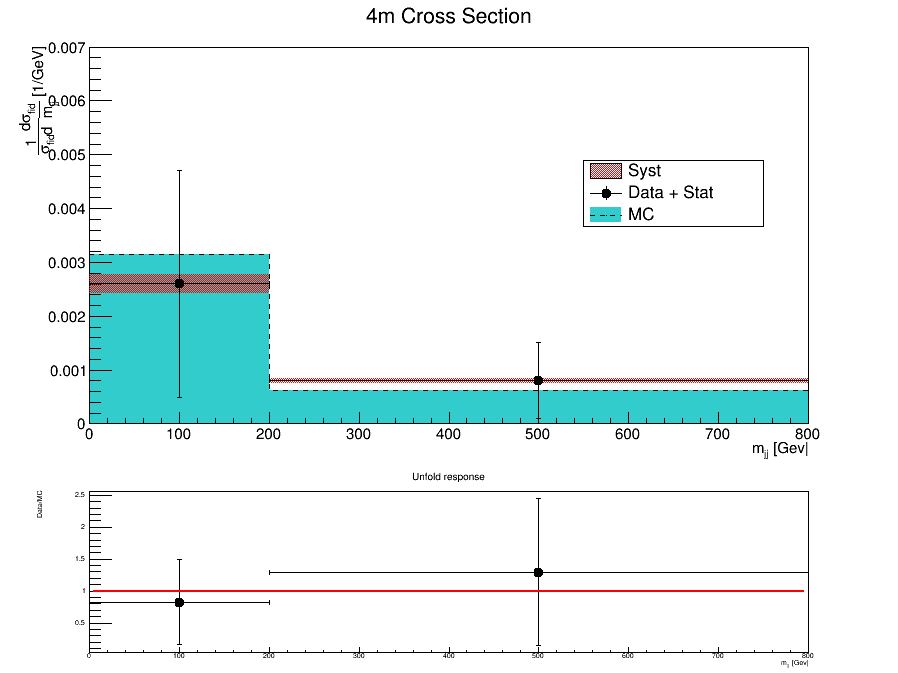 4m Cross Section
1/σfid dσfid/d mjj [1/GeV]
0.007
0.006
0.005
0.004
0.003
0.002
0.001
0
Syst
Data + Stat
MC
0 100 200 300 400 500 600 700 800
mjj [Gev]
Unfold response
Data/MC
2.5
2
1.5
1
0.5
0 100 200 300 400 500 600 700 800
mjj [Gev]